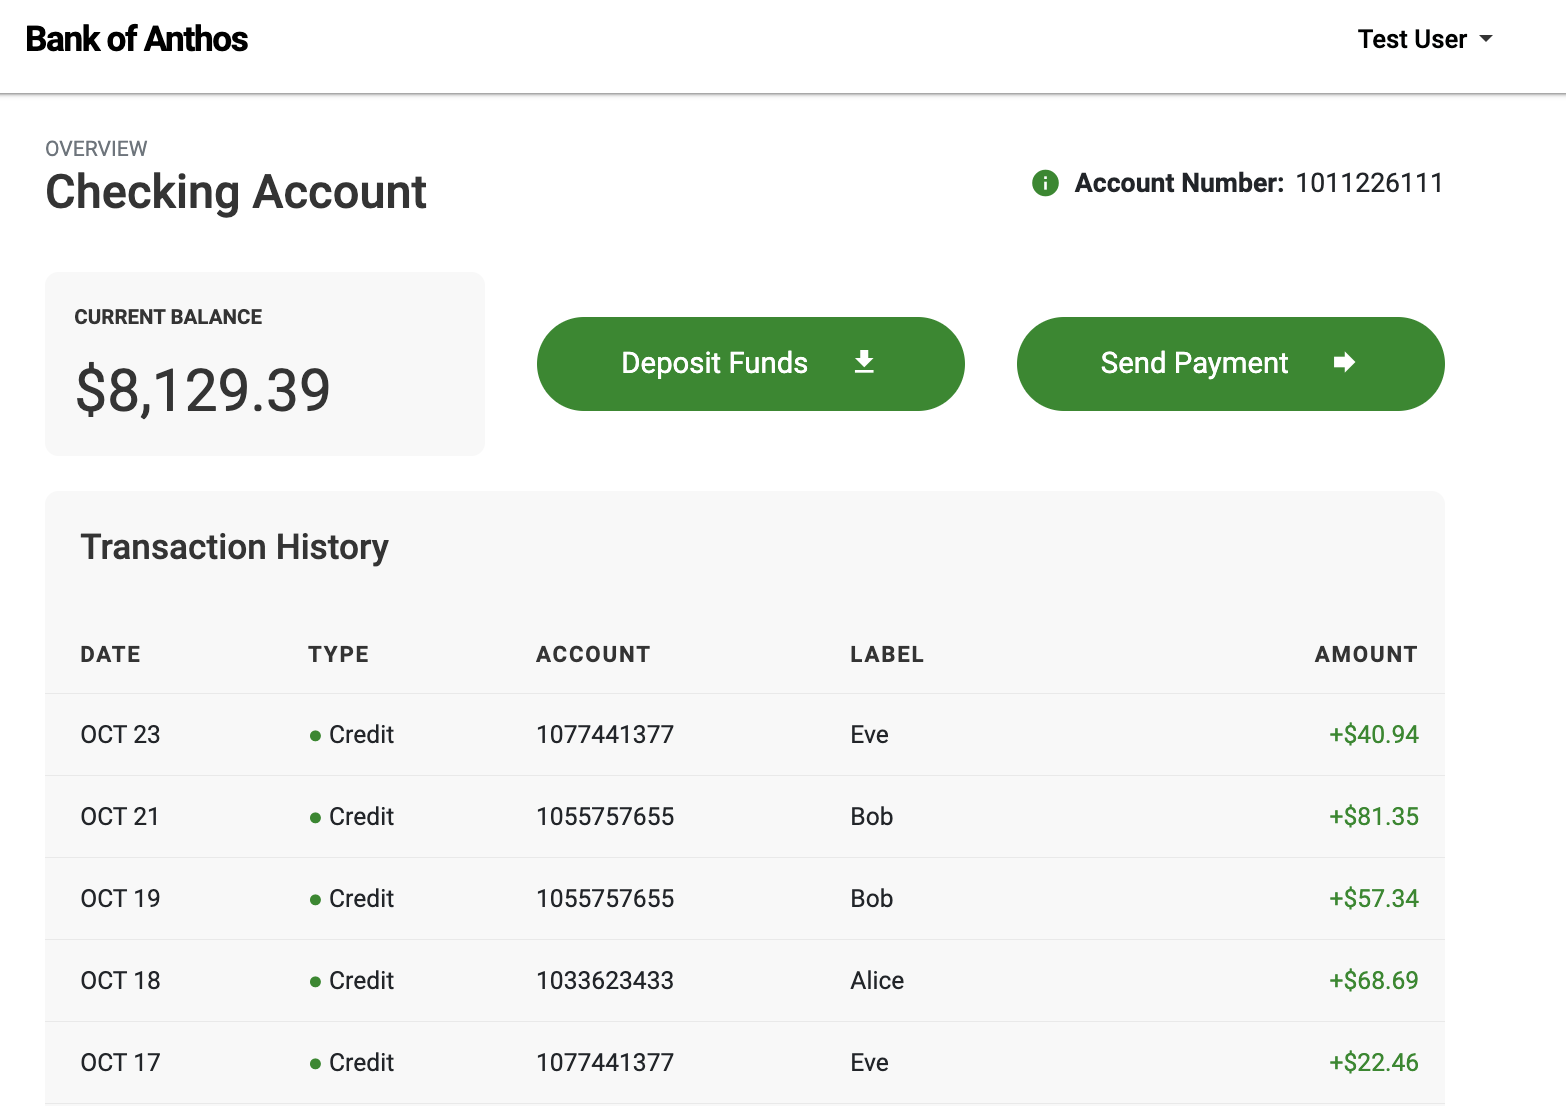 Bank of Anthos
Test User
OVERVIEW
Checking Account
Account Number: 1011226111
CURRENT BALANCE
$8,129.39
Deposit Funds
Send Payment
Transaction History
DATE TYPE ACCOUNT LABEL AMOUNT
OCT 23 Credit 1077441377 Eve +$40.94
OCT 21 Credit 1055757655 Bob +$81.35
OCT 19 Credit 1055757655 Bob +$57.34
OCT 18 Credit 1033623433 Alice +$68.69
OCT 17 Credit 1077441377 Eve +$22.46